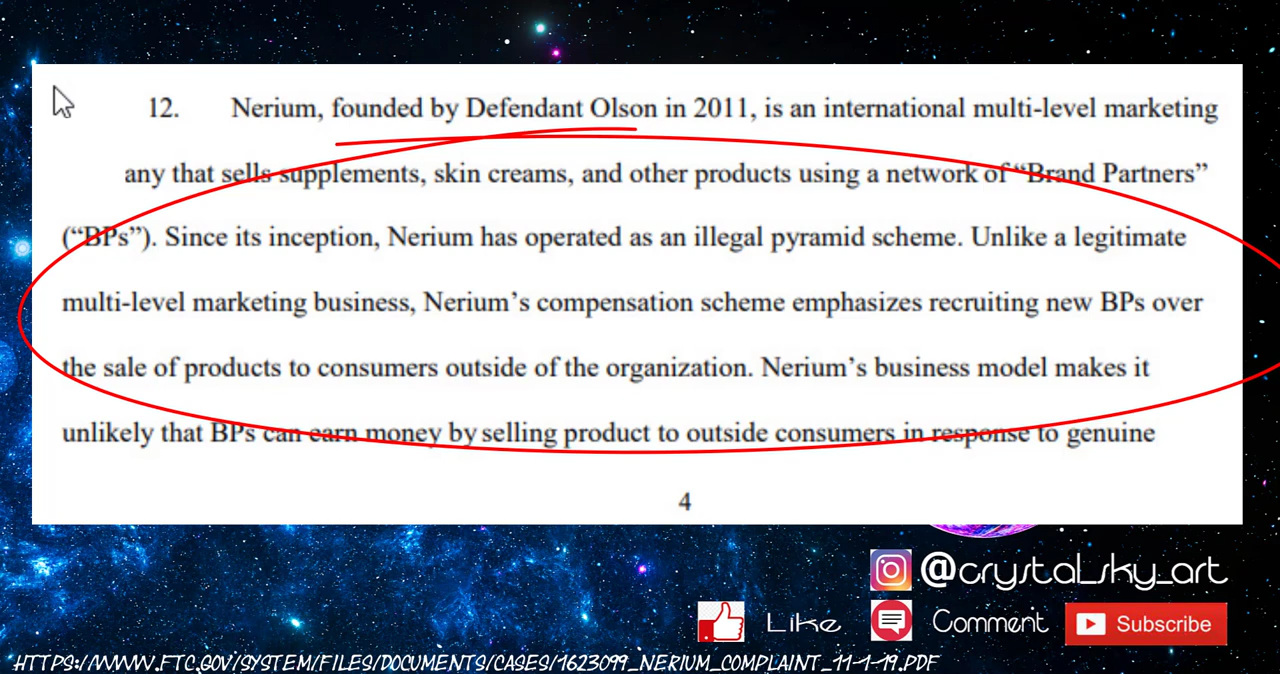 12. Nerium, founded by Defendant Olson in 2011, is an international multi-level marketing
any that sells supplements, skin creams, and other products using a network of “Brand Partners”
(“BPs”). Since its inception, Nerium has operated as an illegal pyramid scheme. Unlike a legitimate
multi-level marketing business, Nerium’s compensation scheme emphasizes recruiting new BPs over
the sale of products to consumers outside of the organization. Nerium’s business model makes it
unlikely that BPs can earn money by selling product to outside consumers in response to genuine
4
@crystal_sky_art
Like Comment Subscribe
HTTPS://WWW.FTC.GOV/SYSTEM/FILES/DOCUMENTS/CASES/1623099_NERIUM_COMPLAINT_11-1-19.PDF